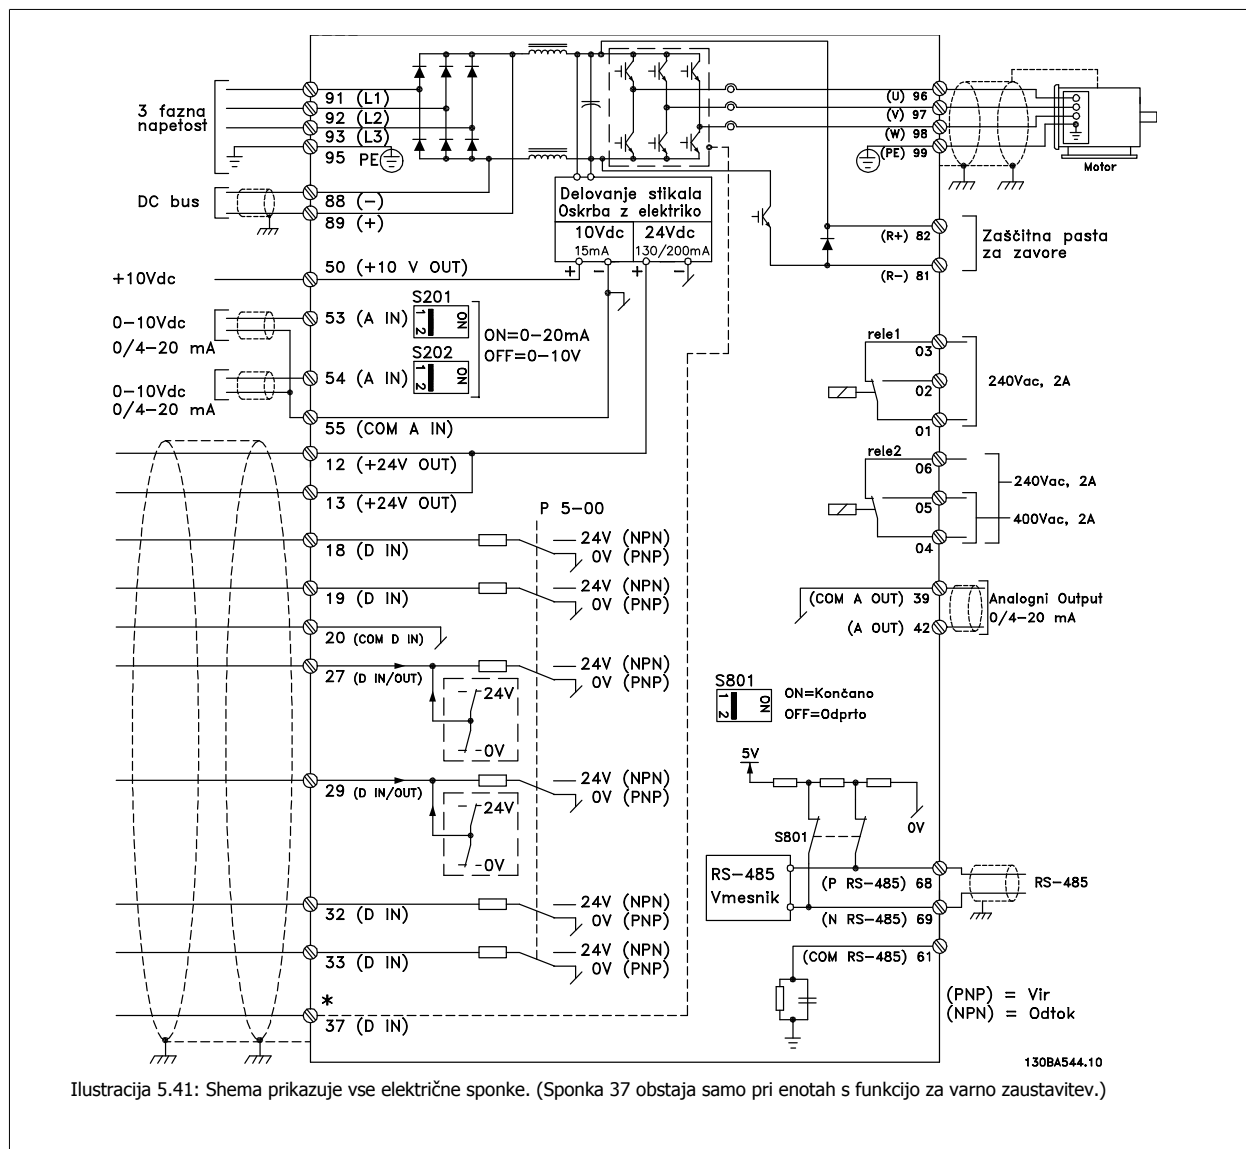 3 fazna
napetost
91 (L1)
92 (L2)
93 (L3)
95 PE
DC bus
88 (−)
89 (+)
+10Vdc
50 (+10 V OUT)
0−10Vdc
0/4−20 mA
53 (A IN)
S201
1 2
ON
ON=0−20mA
OFF=0−10V
S202
1 2
ON
0−10Vdc
0/4−20 mA
54 (A IN)
55 (COM A IN)
12 (+24V OUT)
13 (+24V OUT)
P 5-00
18 (D IN)
24V (NPN)
0V (PNP)
19 (D IN)
24V (NPN)
0V (PNP)
20 (COM D IN)
27 (D IN/OUT)
24V (NPN)
0V (PNP)
24V
0V
29 (D IN/OUT)
24V (NPN)
0V (PNP)
24V
0V
32 (D IN)
24V (NPN)
0V (PNP)
33 (D IN)
24V (NPN)
0V (PNP)
*
37 (D IN)
Delovanje stikala
Oskrba z elektriko
10Vdc
15mA
24Vdc
130/200mA
+ − + −
(U) 96
(V) 97
(W) 98
(PE) 99
Motor
(R+) 82
(R−) 81
Zaščitna pasta
za zavore
rele1
03
02
01
240Vac, 2A
rele2
06
05
04
240Vac, 2A
400Vac, 2A
(COM A OUT) 39
(A OUT) 42
Analogni Output
0/4−20 mA
S801
1 2
ON
ON=Končano
OFF=Odprto
5V
0V
S801
RS−485
Vmesnik
(P RS−485) 68
(N RS−485) 69
RS−485
(COM RS−485) 61
(PNP) = Vir
(NPN) = Odtok
130BA544.10
Ilustracija 5.41: Shema prikazuje vse električne sponke. (Sponka 37 obstaja samo pri enotah s funkcijo za varno zaustavitev.)